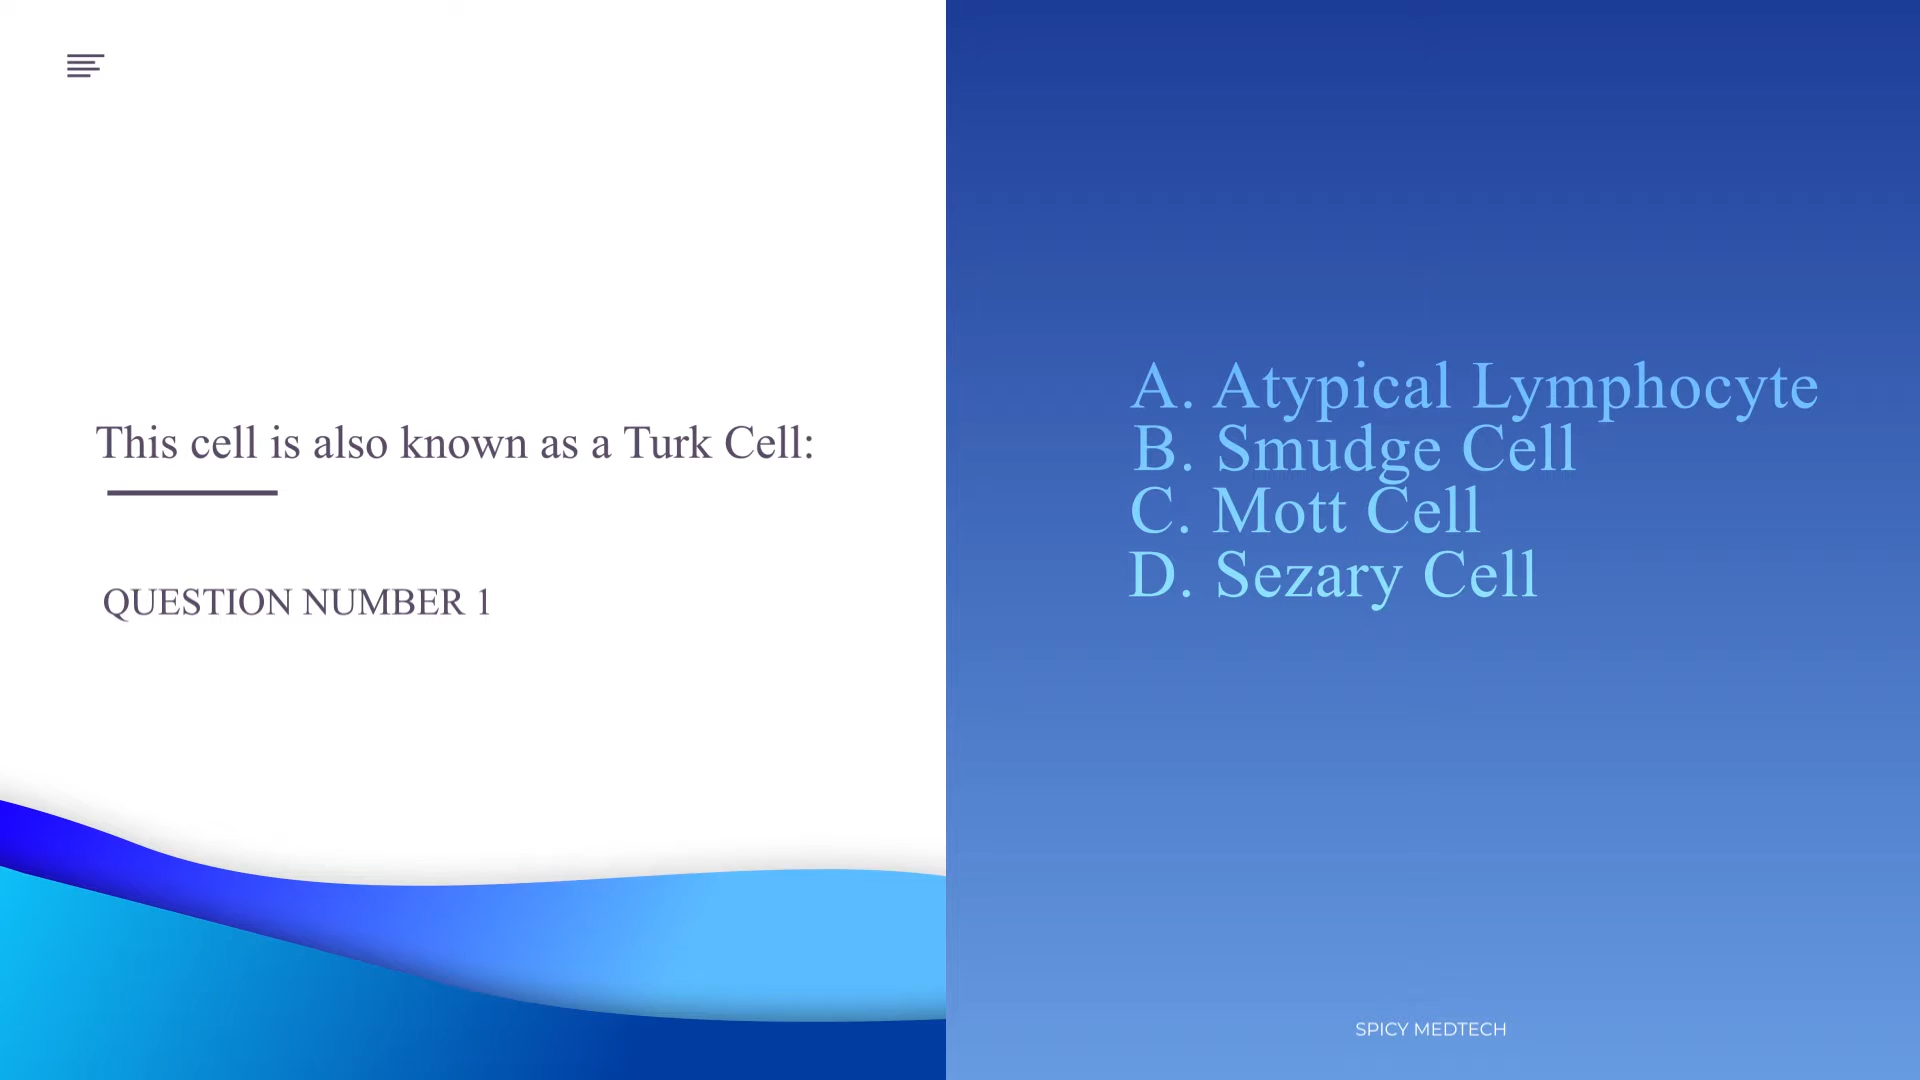 This cell is also known as a Turk Cell:
QUESTION NUMBER 1
A. Atypical Lymphocyte
B. Smudge Cell
C. Mott Cell
D. Sezary Cell
SPICY MEDTECH